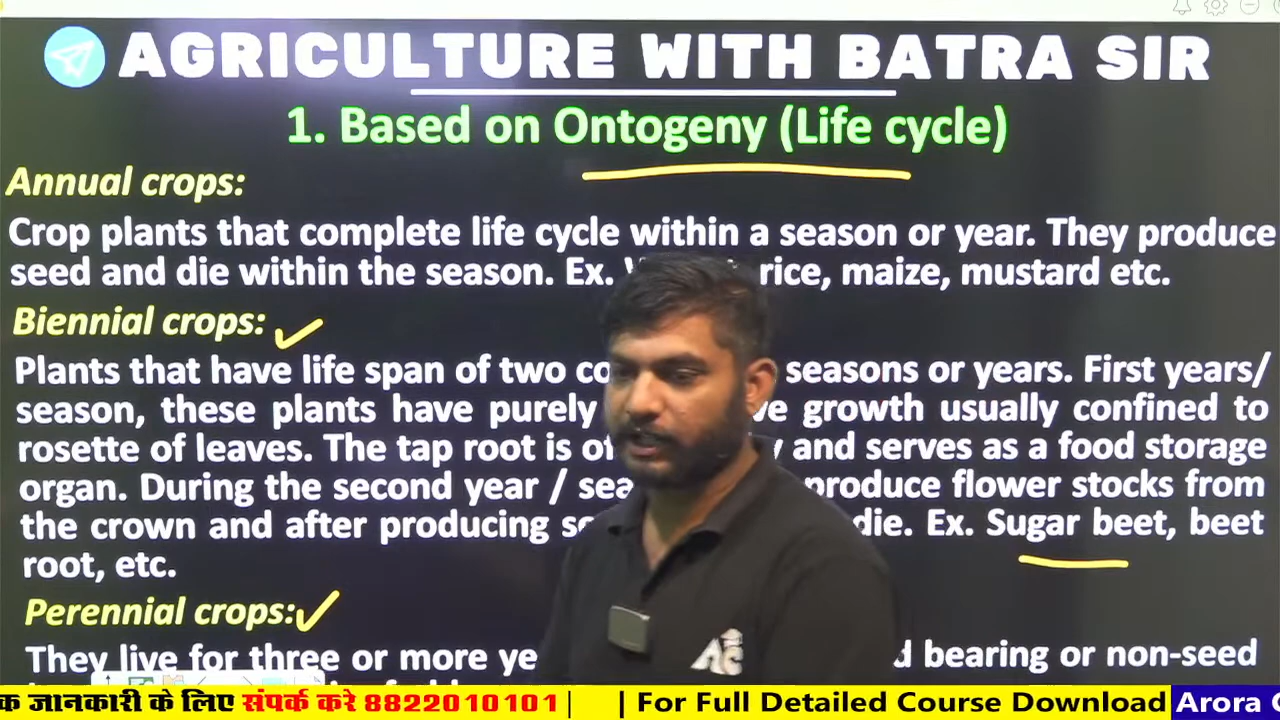 AGRICULTURE WITH BATRA SIR
1. Based on Ontogeny (Life cycle)
Annual crops:
Crop plants that complete life cycle within a season or year. They produce
seed and die within the season. Ex. rice, maize, mustard etc.
Biennial crops:
Plants that have life span of two seasons or years. First years/
season, these plants have purely growth usually confined to
rosette of leaves. The tap root is and serves as a food storage
organ. During the second year / produce flower stocks from
the crown and after producing die. Ex. Sugar beet, beet
root, etc.
Perennial crops:
They live for three or more bearing or non-seed
AC
क जानकारी के लिए संपर्क करे 8822010101 | | For Full Detailed Course Download Arora